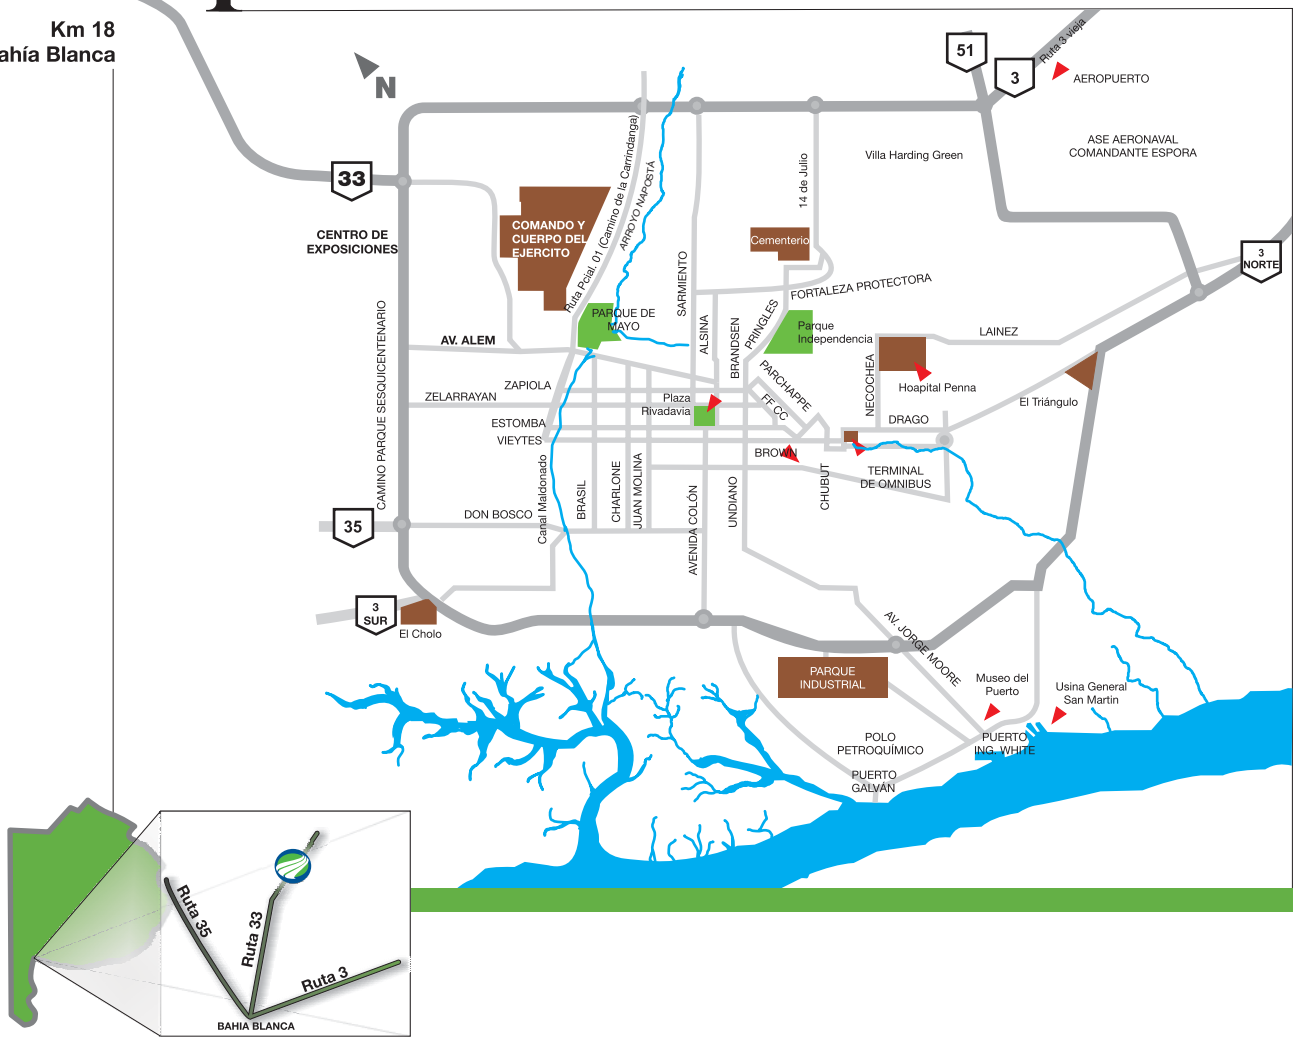 Km 18
ahía Blanca
N
51
3
Ruta 3 vieja
AEROPUERTO
ASE AERONAVAL
COMANDANTE ESPORA
Villa Harding Green
14 de Julio
33
CENTRO DE
EXPOSICIONES
COMANDO Y
CUERPO DEL
EJERCITO
Ruta Pcial. 01 (Camino de la Carrindanga)
ARROYO NAPOSTÁ
SARMIENTO
Cementerio
3
NORTE
FORTALEZA PROTECTORA
PARQUE DE
MAYO
ALSINA
BRANDSEN
PRINGLES
Parque
Independencia
LAINEZ
AV. ALEM
CAMINO PARQUE SESQUICENTENARIO
ZAPIOLA
ZELARRAYAN
Plaza
Rivadavia
PARCHAPPE
FF.CC
NECOCHEA
Hoapital Penna
El Triángulo
DRAGO
ESTOMBA
VIEYTES
BROWN
TERMINAL
DE OMNIBUS
Canal Maldonado
BRASIL
CHARLONE
JUAN MOLINA
AVENIDA COLÓN
UNDIANO
CHUBUT
35
DON BOSCO
3
SUR
El Cholo
AV. JORGE MOORE
PARQUE
INDUSTRIAL
Museo del
Puerto
Usina General
San Martin
POLO
PETROQUÍMICO
PUERTO
ING. WHITE
PUERTO
GALVÁN
Ruta 35
Ruta 33
Ruta 3
BAHIA BLANCA